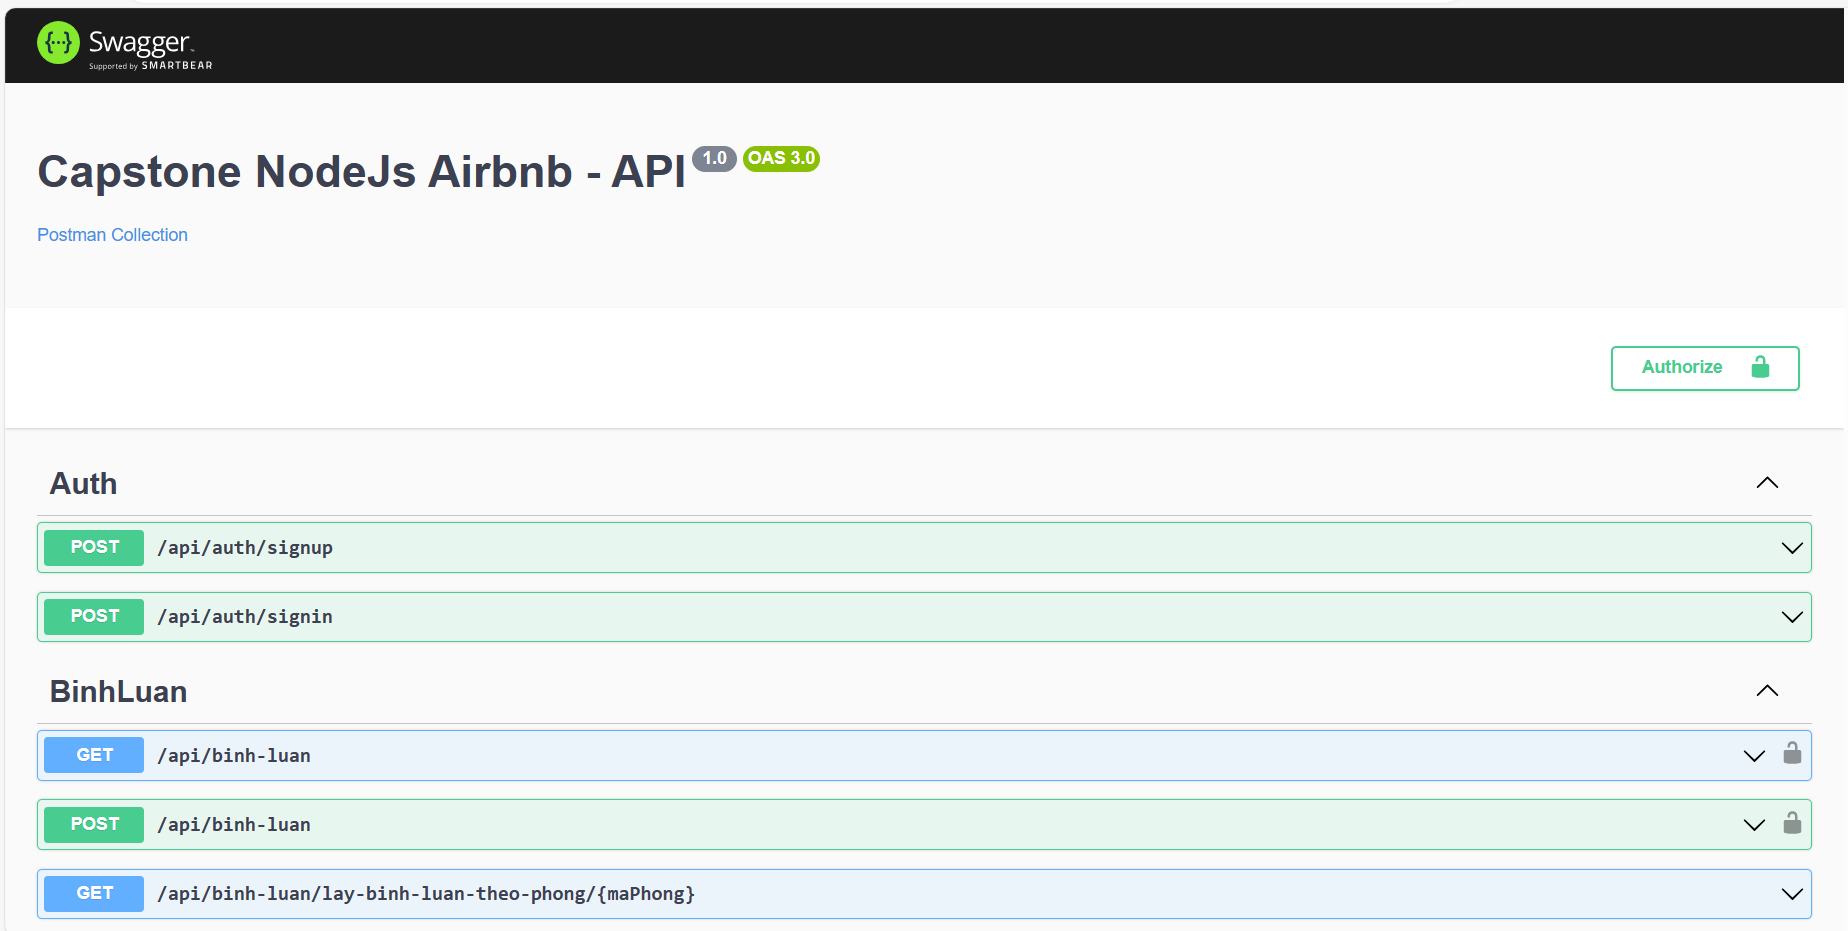 Swagger
Supported by SMARTBEAR
Capstone NodeJs Airbnb - API 1.0 OAS 3.0
Postman Collection
Authorize
Auth
POST /api/auth/signup
POST /api/auth/signin
BinhLuan
GET /api/binh-luan
POST /api/binh-luan
GET /api/binh-luan/lay-binh-luan-theo-phong/{maPhong}